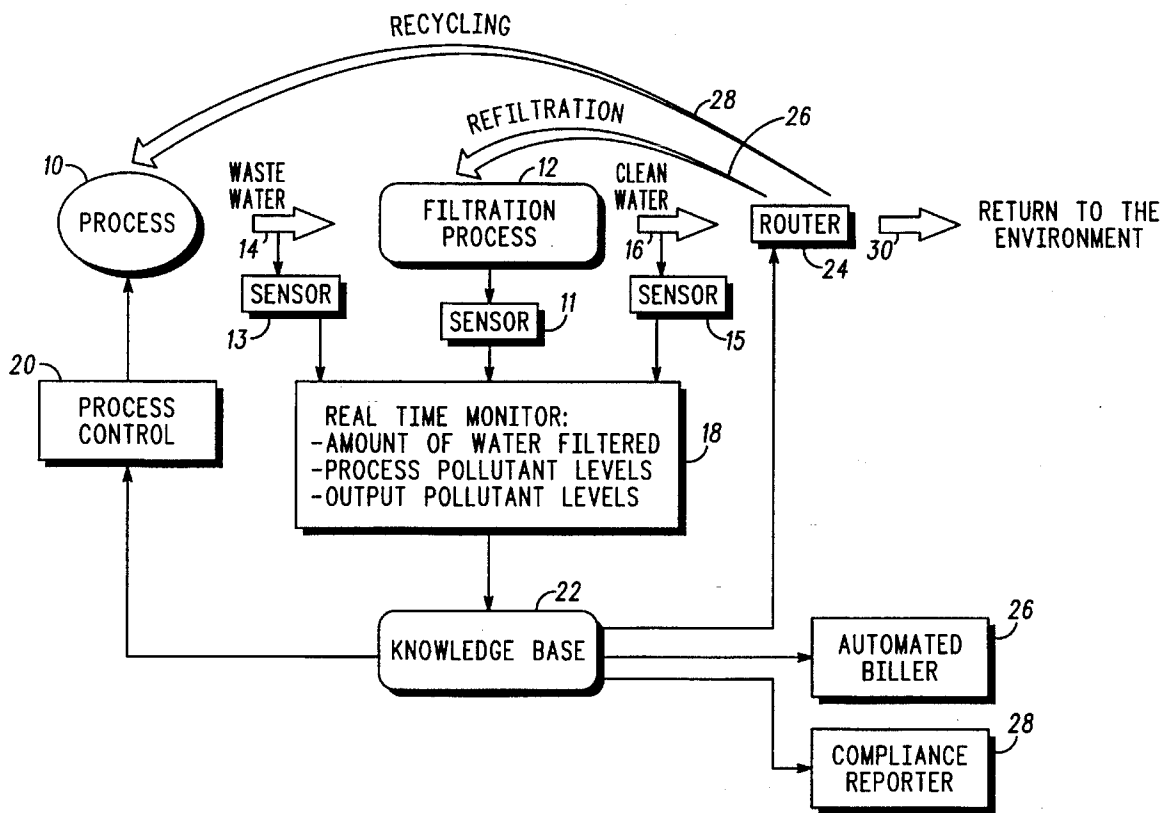 RECYCLING
28
REFILTRATION
26
10
PROCESS
WASTE
WATER
14
12
FILTRATION
PROCESS
CLEAN
WATER
16
ROUTER
24
30
RETURN TO THE
ENVIRONMENT
SENSOR
13
SENSOR
11
SENSOR
15
20
PROCESS
CONTROL
REAL TIME MONITOR:
-AMOUNT OF WATER FILTERED
-PROCESS POLLUTANT LEVELS
-OUTPUT POLLUTANT LEVELS
18
22
KNOWLEDGE BASE
26
AUTOMATED
BILLER
28
COMPLIANCE
REPORTER